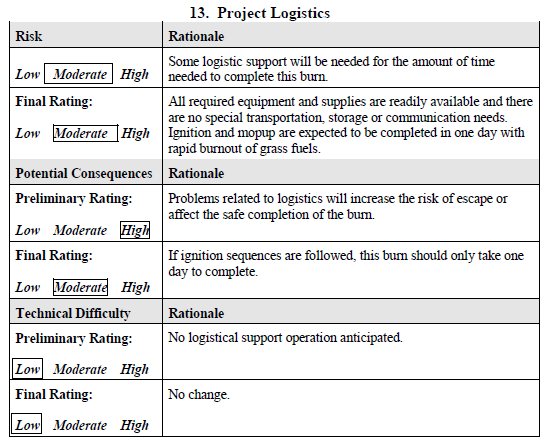 13. Project Logistics
Risk
Rationale
Low Moderate High
Some logistic support will be needed for the amount of time
needed to complete this burn.
Final Rating:
Low Moderate High
All required equipment and supplies are readily available and there
are no special transportation, storage or communication needs.
Ignition and mopup are expected to be completed in one day with
rapid burnout of grass fuels.
Potential Consequences
Rationale
Preliminary Rating:
Low Moderate High
Problems related to logistics will increase the risk of escape or
affect the safe completion of the burn.
Final Rating:
Low Moderate High
If ignition sequences are followed, this burn should only take one
day to complete.
Technical Difficulty
Rationale
Preliminary Rating:
Low Moderate High
No logistical support operation anticipated.
Final Rating:
Low Moderate High
No change.